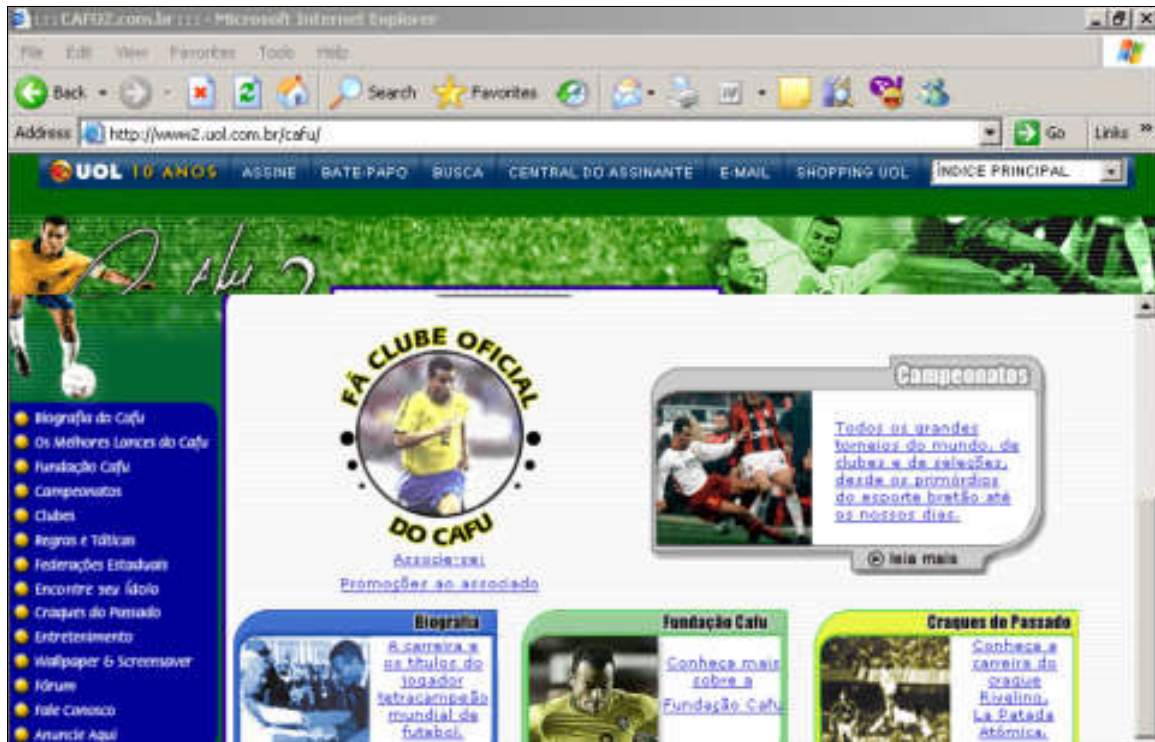 ::: CAFU2.com.br ::: - Microsoft Internet Explorer
File Edit View Favorites Tools Help
Back Search Favorites
Address http://www2.uol.com.br/cafu/ Go Links »
UOL 10 ANOS ASSINE BATE-PAPO BUSCA CENTRAL DO ASSINANTE E-MAIL SHOPPING UOL ÍNDICE PRINCIPAL
Cafu 2
Biografia do Cafu
Os Melhores Lances do Cafu
Fundação Cafu
Campeonatos
Clubes
Regras e Táticas
Federações Estaduais
Encontre seu Ídolo
Craques do Passado
Entretenimento
Wallpaper & Screensaver
Fórum
Fale Conosco
Anuncie Aqui
FÃ CLUBE OFICIAL
DO CAFU
Associe-se!
Promoções ao associado
Campeonatos
Todos os grandes
torneios do mundo, de
clubes e de seleções,
desde os primórdios
do esporte bretão até
os nossos dias.
leia mais
Biografia
A carreira e
os títulos do
jogador
tetracampeão
mundial de
futebol.
Fundação Cafu
Conheça mais
sobre a
Fundação Cafu
Craques do Passado
Conheça a
carreira do
craque
Rivelino,
La Patada
Atômica.